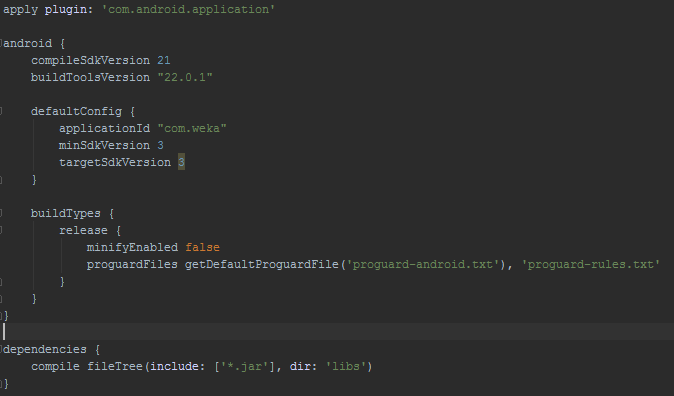 apply plugin: 'com.android.application'
android {
compileSdkVersion 21
buildToolsVersion "22.0.1"
defaultConfig {
applicationId "com.weka"
minSdkVersion 3
targetSdkVersion 3
}
buildTypes {
release {
minifyEnabled false
proguardFiles getDefaultProguardFile('proguard-android.txt'), 'proguard-rules.txt'
}
}
}
dependencies {
compile fileTree(include: ['*.jar'], dir: 'libs')
}